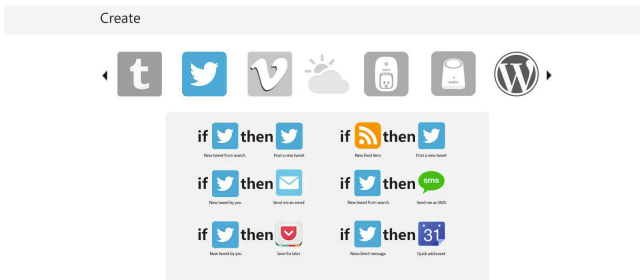 Create
if then if then
New tweet from search Post a new tweet New feed item Post a new tweet
if then if then sms
New tweet by you Send me an email New tweet from search Send me an SMS
if then if then 31
New tweet by you Save for later New direct message Quick add event